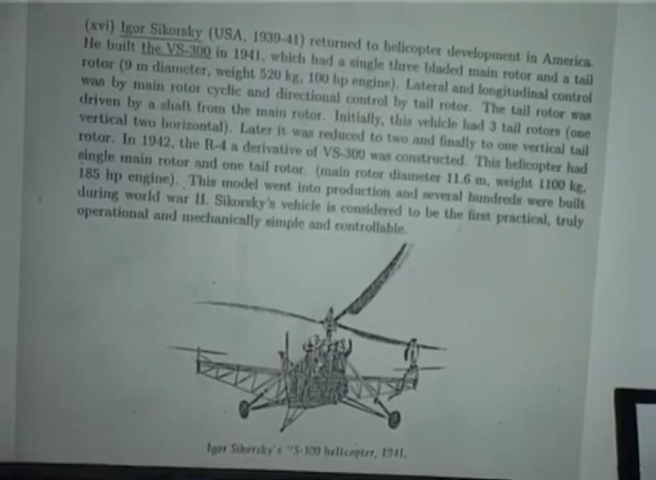 (xvi) Igor Sikorsky (USA, 1939-41) returned to helicopter development in America.
He built the VS-300 in 1941, which had a single three bladed main rotor and a tail
rotor (9 m diameter, weight 520 kg, 100 hp engine). Lateral and longitudinal control
was by main rotor cyclic and directional control by tail rotor. The tail rotor was
driven by a shaft from the main rotor. Initially, this vehicle had 3 tail rotors (one
vertical two horizontal). Later it was reduced to two and finally to one vertical tail
rotor. In 1942, the R-4 a derivative of VS-300 was constructed. This helicopter had
single main rotor and one tail rotor. (main rotor diameter 11.6 m, weight 1100 kg,
185 hp engine). This model went into production and several hundreds were built
during world war II. Sikorsky's vehicle is considered to be the first practical, truly
operational and mechanically simple and controllable.
Igor Sikorsky's "S-300 helicopter, 1941.